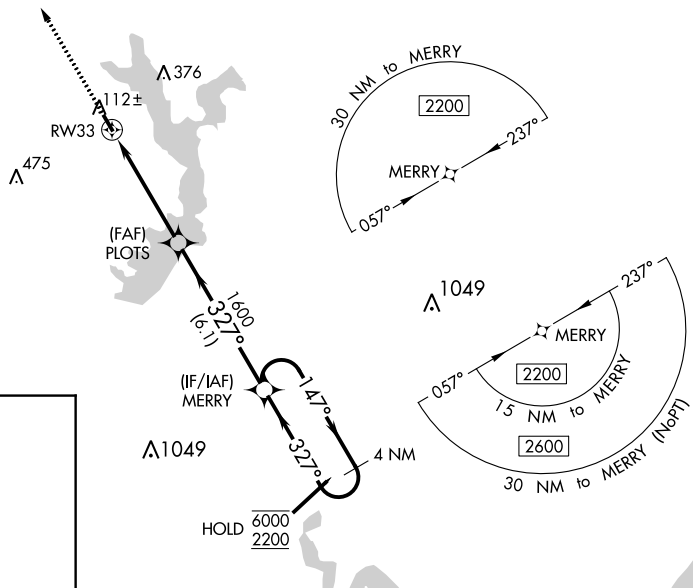 376
112±
RW33
475
(FAF)
PLOTS
1600
327°
(6.1)
(IF/IAF)
MERRY
147°
327°
4 NM
1049
HOLD 6000
2200
30 NM to MERRY
2200
237°
MERRY
057°
1049
237°
MERRY
057°
2200
15 NM to MERRY
2600
30 NM to MERRY (NoPT)